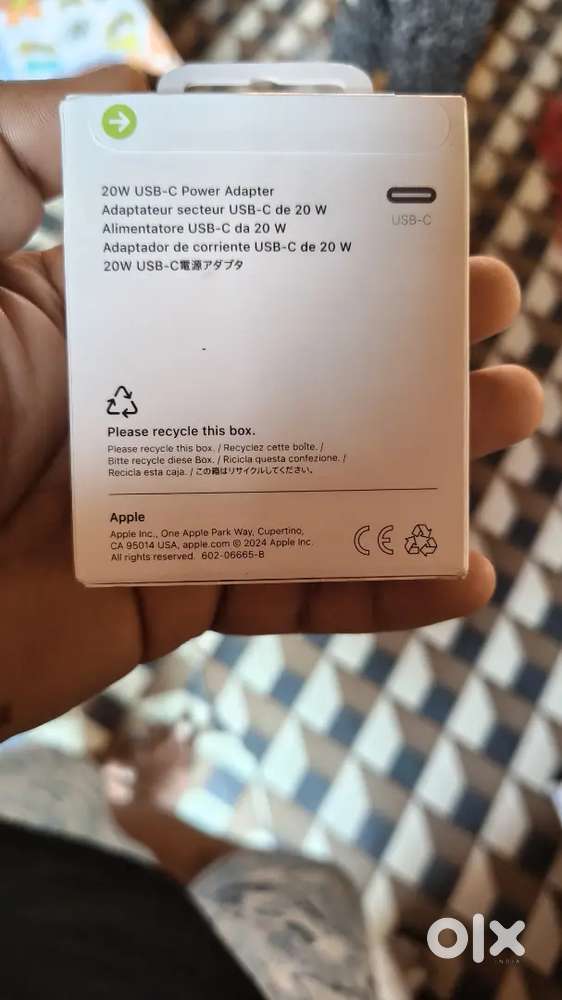 20W USB-C Power Adapter
Adaptateur secteur USB-C de 20 W
Alimentatore USB-C da 20 W
Adaptador de corriente USB-C de 20 W
20W USB-C電源アダプタ
USB-C
Please recycle this box.
Please recycle this box. / Recyclez cette boîte. /
Bitte recycle diese Box. / Ricicla questa confezione. /
Recicla esta caja. / この箱はリサイクルしてください。
Apple
Apple Inc., One Apple Park Way, Cupertino,
CA 95014 USA, apple.com © 2024 Apple Inc.
All rights reserved. 602-06665-B
CE
olx
INDIA